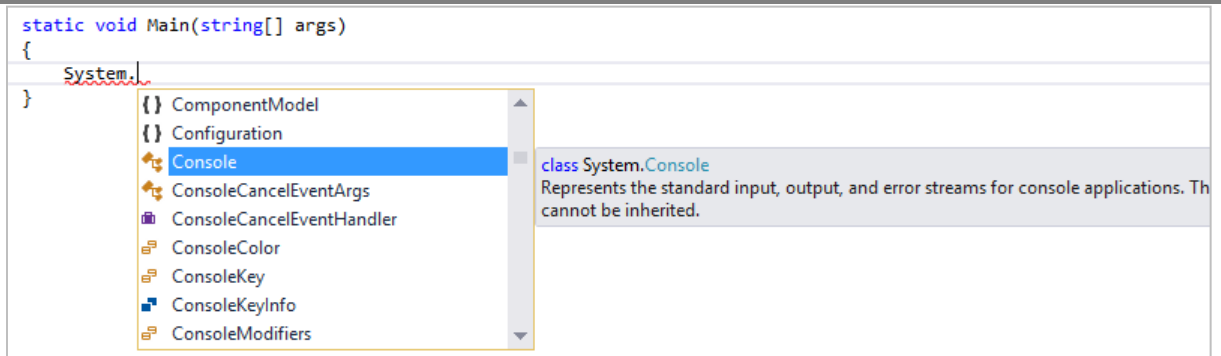 static void Main(string[] args)
{
System.
}
{ } ComponentModel
{ } Configuration
Console
ConsoleCancelEventArgs
ConsoleCancelEventHandler
ConsoleColor
ConsoleKey
ConsoleKeyInfo
ConsoleModifiers
class System.Console
Represents the standard input, output, and error streams for console applications. Th
cannot be inherited.